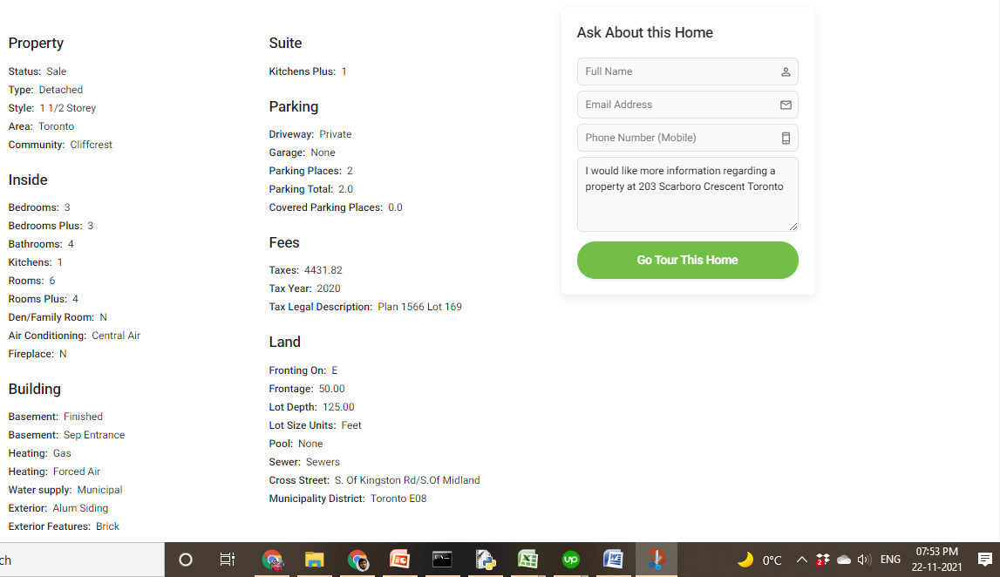 Property
Status: Sale
Type: Detached
Style: 1 1/2 Storey
Area: Toronto
Community: Cliffcrest
Inside
Bedrooms: 3
Bedrooms Plus: 3
Bathrooms: 4
Kitchens: 1
Rooms: 6
Rooms Plus: 4
Den/Family Room: N
Air Conditioning: Central Air
Fireplace: N
Building
Basement: Finished
Basement: Sep Entrance
Heating: Gas
Heating: Forced Air
Water supply: Municipal
Exterior: Alum Siding
Exterior Features: Brick
Suite
Kitchens Plus: 1
Parking
Driveway: Private
Garage: None
Parking Places: 2
Parking Total: 2.0
Covered Parking Places: 0.0
Fees
Taxes: 4431.82
Tax Year: 2020
Tax Legal Description: Plan 1566 Lot 169
Land
Fronting On: E
Frontage: 50.00
Lot Depth: 125.00
Lot Size Units: Feet
Pool: None
Sewer: Sewers
Cross Street: S. Of Kingston Rd/S.Of Midland
Municipality District: Toronto E08
Ask About this Home
Full Name
Email Address
Phone Number (Mobile)
I would like more information regarding a
property at 203 Scarboro Crescent Toronto
Go Tour This Home
ch
up
0°C
2
ENG
07:53 PM
22-11-2021